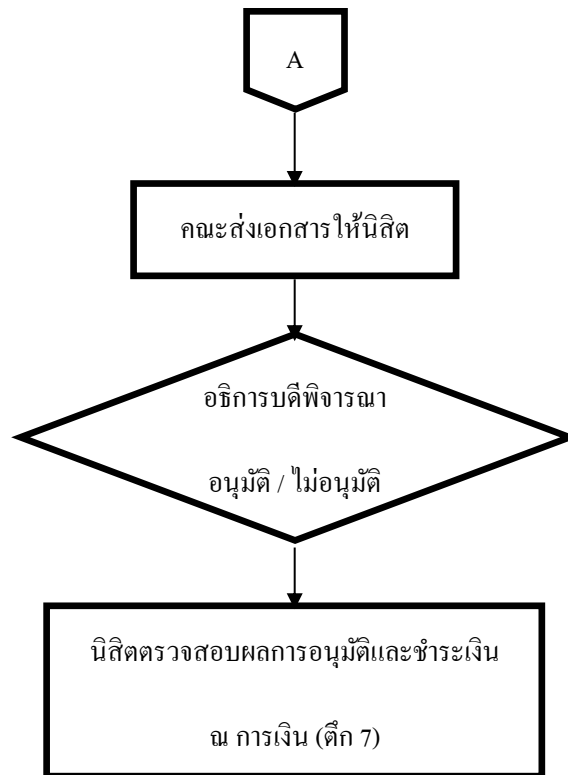 A
คณะส่งเอกสารให้นิสิต
อธิการบดีพิจารณา
อนุมัติ / ไม่อนุมัติ
นิสิตตรวจสอบผลการอนุมัติและชำระเงิน
ณ การเงิน (ตึก 7)